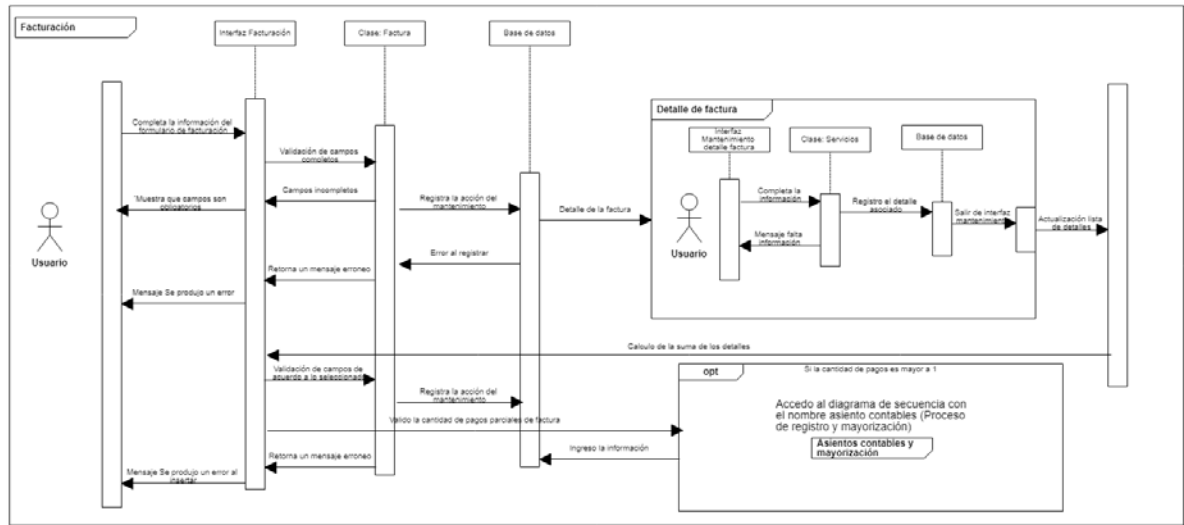 Facturación
Interfaz Facturación
Clase: Factura
Base de datos
Completa la información del
formulario de facturación
Validación de campos
completos
Campos incompletos
"Muestra que campos son
obligatorios
Registra la acción del
mantenimiento
Detalle de la factura
Usuario
Error al registrar
Retorna un mensaje erroneo
Mensaje Se produjo un error
Detalle de factura
Interfaz
Mantenimiento
detalle factura
Clase: Servicios
Base de datos
Completa la
información
Registro el detalle
asociado
Salir de interfaz
mantenimiento
Actualización lista
de detalles
Mensaje falta
información
Usuario
Calculo de la suma de los detalles
Validación de campos de
acuerdo a lo seleccionado
Registra la acción del
mantenimiento
Valido la cantidad de pagos parciales de factura
Ingreso la información
Retorna un mensaje erroneo
Mensaje Se produjo un error al
insertar
opt
Si la cantidad de pagos es mayor a 1
Accedo al diagrama de secuencia con
el nombre asiento contables (Proceso
de registro y mayorización)
Asientos contables y
mayorización